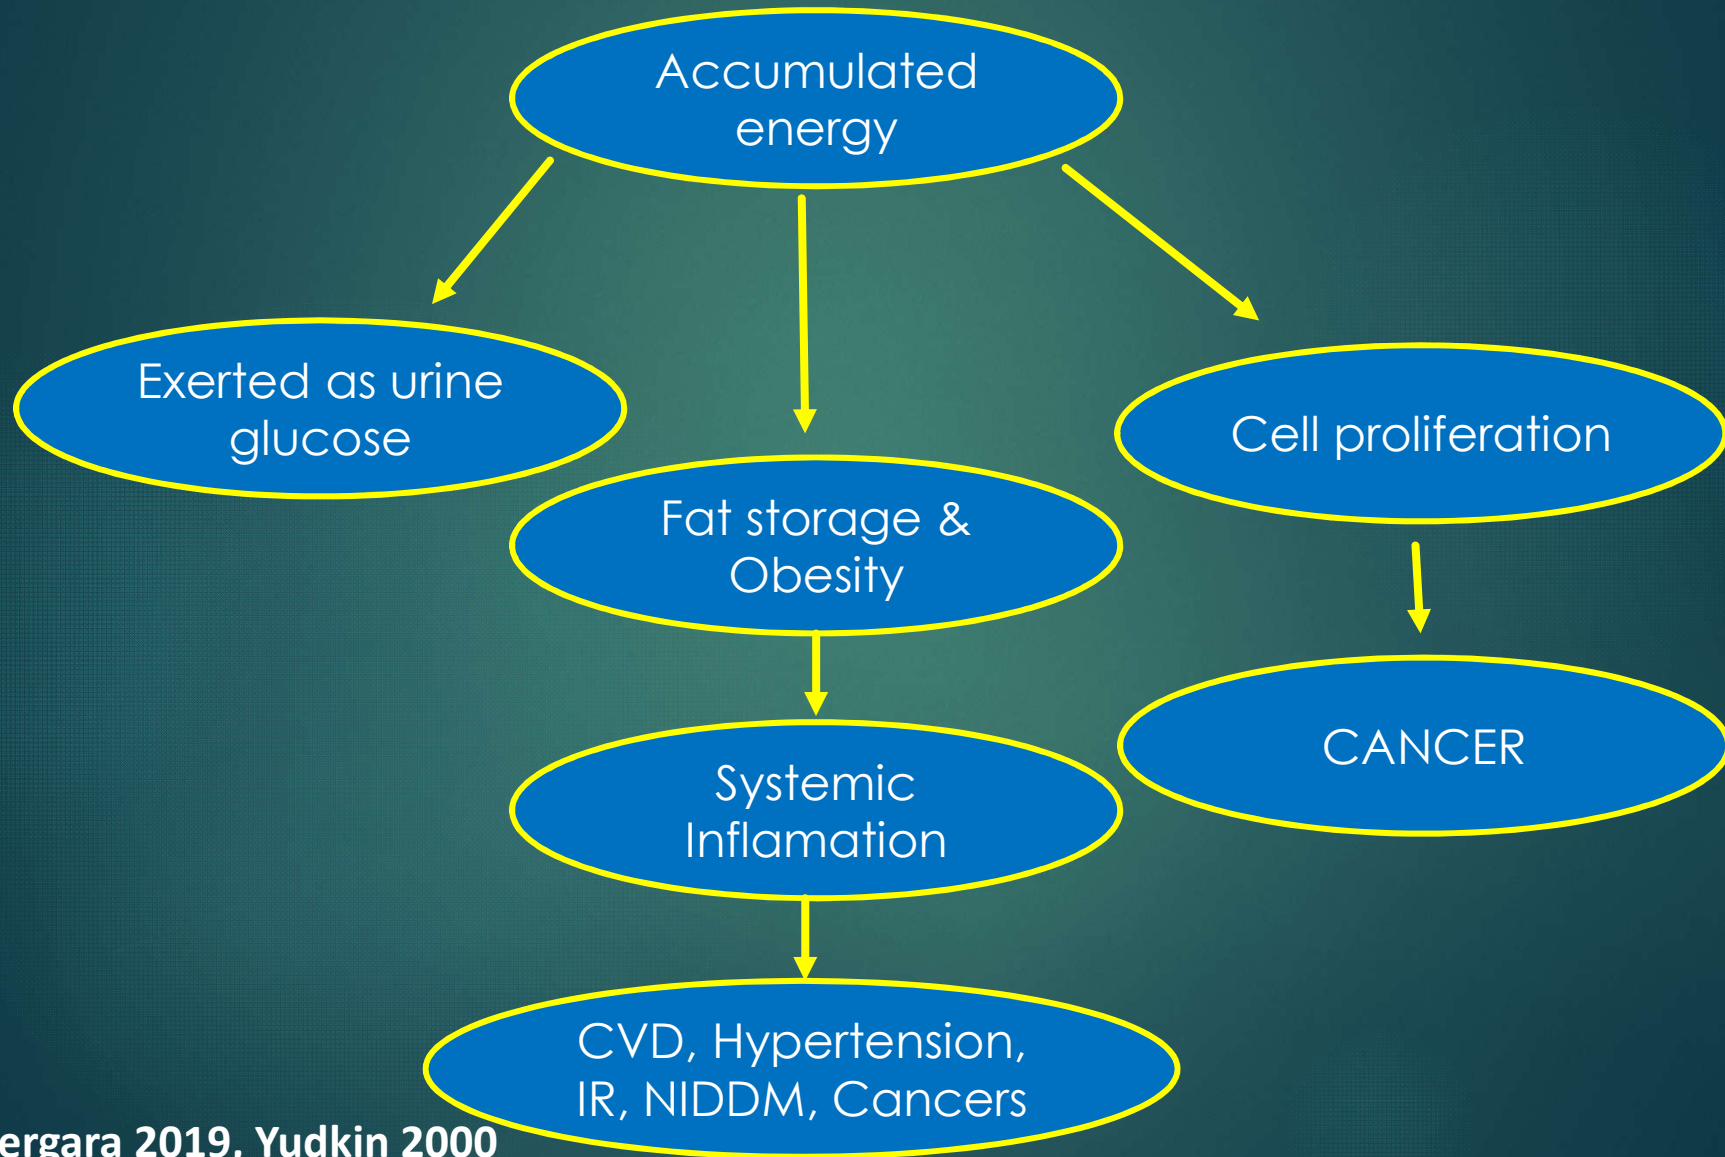 Accumulated
energy
Exerted as urine
glucose
Cell proliferation
Fat storage &
Obesity
CANCER
Systemic
Inflamation
CVD, Hypertension,
IR, NIDDM, Cancers
2019. Yudkin 2000